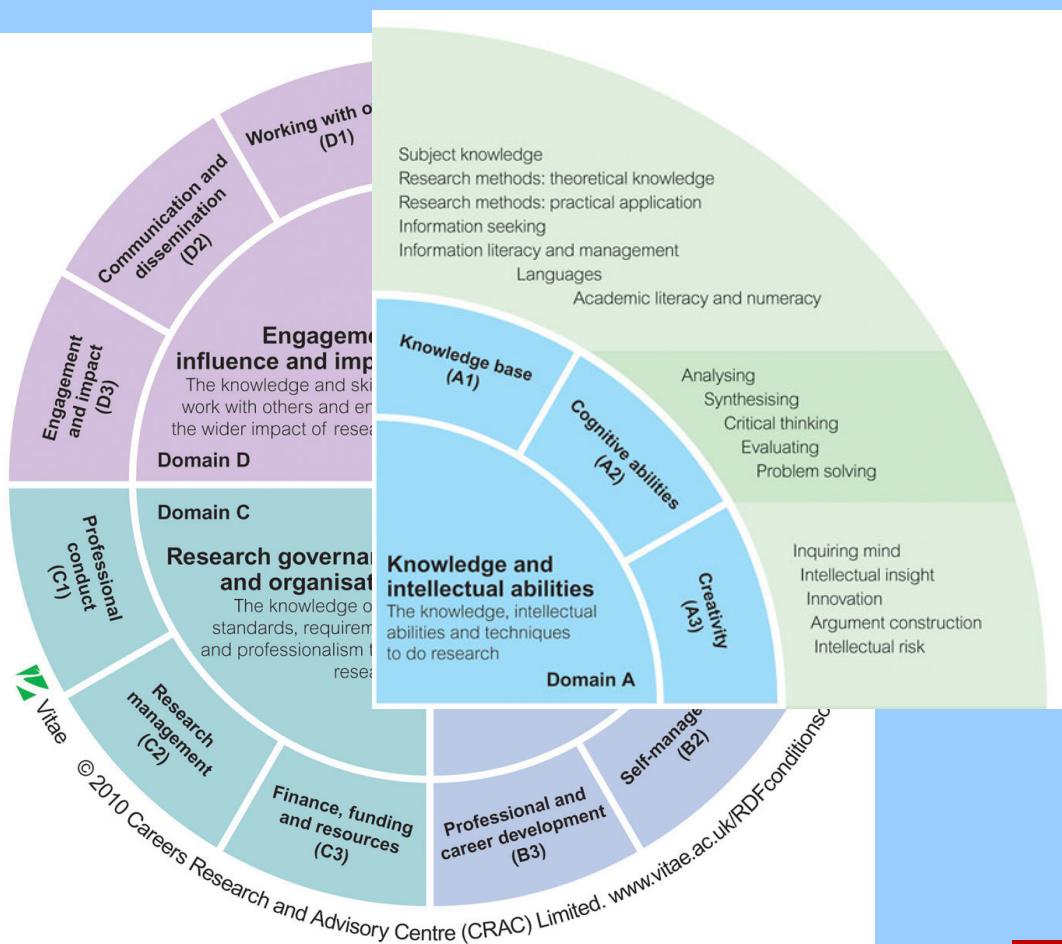 Working with o
(D1)
Communication and
dissemination
(D2)
Engagement
and impact
(D3)
Engageme
influence and imp
The knowledge and ski
work with others and en
the wider impact of resea
Domain D
Domain C
Research governa
and organisat
The knowledge o
standards, requirem
and professionalism t
resea
Professional
conduct
(C1)
Research
management
(C2)
Finance, funding
and resources
(C3)
Professional and
career development
(B3)
Self-manage
(B2)
Subject knowledge
Research methods: theoretical knowledge
Research methods: practical application
Information seeking
Information literacy and management
Languages
Academic literacy and numeracy
Knowledge base
(A1)
Cognitive abilities
(A2)
Creativity
(A3)
Analysing
Synthesising
Critical thinking
Evaluating
Problem solving
Inquiring mind
Intellectual insight
Innovation
Argument construction
Intellectual risk
Knowledge and
intellectual abilities
The knowledge, intellectual
abilities and techniques
to do research
Domain A
Vitae © 2010 Careers Research and Advisory Centre (CRAC) Limited. www.vitae.ac.uk/RDFconditionso